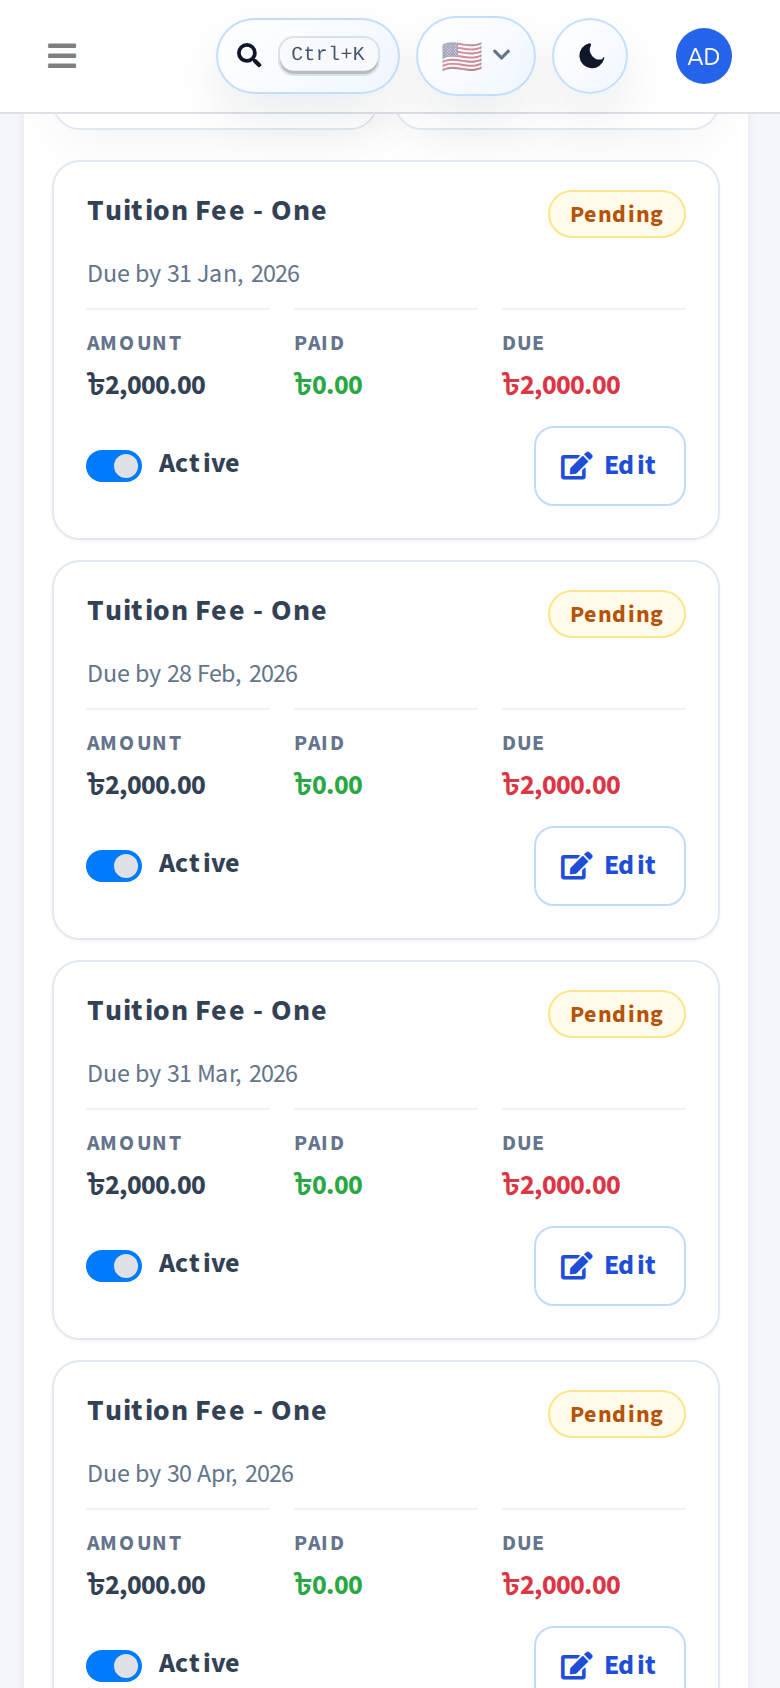 Ctrl+K
AD
Tuition Fee - One
Pending
Due by 31 Jan, 2026
AMOUNT PAID DUE
৳2,000.00 ৳0.00 ৳2,000.00
Active Edit
Tuition Fee - One
Pending
Due by 28 Feb, 2026
AMOUNT PAID DUE
৳2,000.00 ৳0.00 ৳2,000.00
Active Edit
Tuition Fee - One
Pending
Due by 31 Mar, 2026
AMOUNT PAID DUE
৳2,000.00 ৳0.00 ৳2,000.00
Active Edit
Tuition Fee - One
Pending
Due by 30 Apr, 2026
AMOUNT PAID DUE
৳2,000.00 ৳0.00 ৳2,000.00
Active Edit